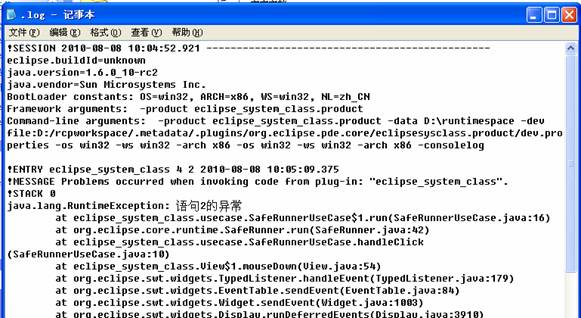 .log - 记事本
文件(F) 编辑(E) 格式(O) 查看(V) 帮助(H)
!SESSION 2010-08-08 10:04:52.921 -----------------------------------------------
eclipse.buildId=unknown
java.version=1.6.0_10-rc2
java.vendor=Sun Microsystems Inc.
BootLoader constants: OS=win32, ARCH=x86, WS=win32, NL=zh_CN
Framework arguments:  -product eclipse_system_class.product
Command-line arguments:  -product eclipse_system_class.product -data D:\runtimespace -dev
file:D:/rcpworkspace/.metadata/.plugins/org.eclipse.pde.core/eclipsesysclass.product/dev.pro
perties -os win32 -ws win32 -arch x86 -os win32 -ws win32 -arch x86 -consolelog
!ENTRY eclipse_system_class 4 2 2010-08-08 10:05:09.375
!MESSAGE Problems occurred when invoking code from plug-in: "eclipse_system_class".
!STACK 0
java.lang.RuntimeException: 语句2的异常
at eclipse_system_class.usecase.SafeRunnerUseCase$1.run(SafeRunnerUseCase.java:16)
at org.eclipse.core.runtime.SafeRunner.run(SafeRunner.java:42)
at eclipse_system_class.usecase.SafeRunnerUseCase.handleClick
(SafeRunnerUseCase.java:10)
at eclipse_system_class.View$1.mouseDown(View.java:54)
at org.eclipse.swt.widgets.TypedListener.handleEvent(TypedListener.java:179)
at org.eclipse.swt.widgets.EventTable.sendEvent(EventTable.java:84)
at org.eclipse.swt.widgets.Widget.sendEvent(Widget.java:1003)
at org.eclipse.swt.widgets.Display.runDeferredEvents(Display.java:3910)